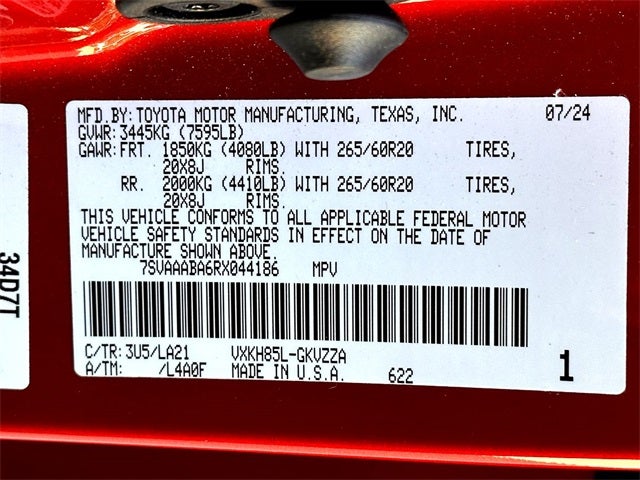 MFD.BY:TOYOTA MOTOR MANUFACTURING, TEXAS, INC. 07/24
GVWR:3445KG (7595LB)
GAWR:FRT. 1850KG (4080LB) WITH 265/60R20 TIRES,
20X8J RIMS.
RR. 2000KG (4410LB) WITH 265/60R20 TIRES,
20X8J RIMS.
THIS VEHICLE CONFORMS TO ALL APPLICABLE FEDERAL MOTOR
VEHICLE SAFETY STANDARDS IN EFFECT ON THE DATE OF
MANUFACTURE SHOWN ABOVE.
7SVAAABA6RX044186 MPV
C/TR:3U5/LA21 VXKH85L-GKVZZA
A/TM: /L4A0F MADE IN U.S.A. 622
1
34D7T